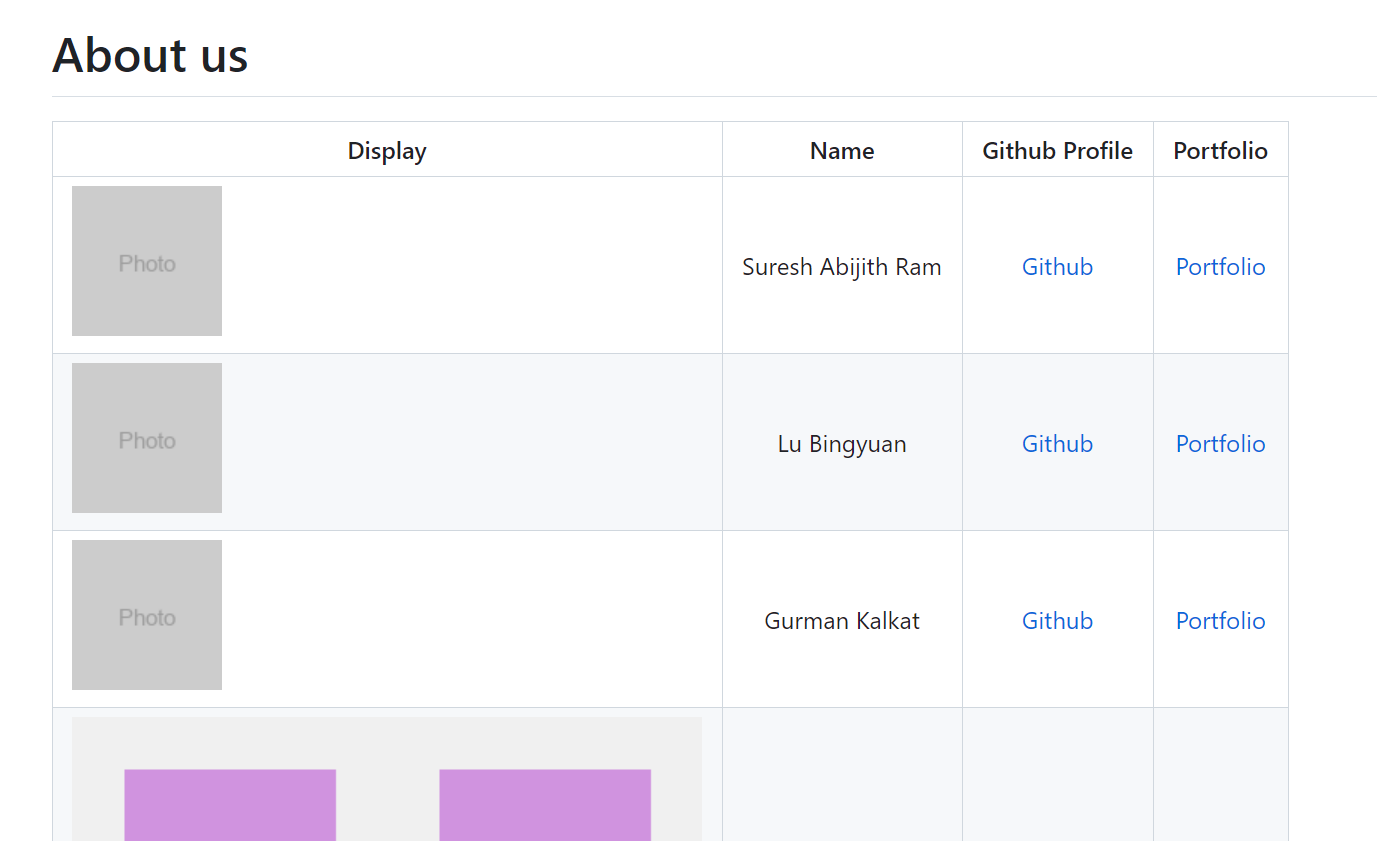 About us
Display Name Github Profile Portfolio
Photo Suresh Abijith Ram Github Portfolio
Photo Lu Bingyuan Github Portfolio
Photo Gurman Kalkat Github Portfolio